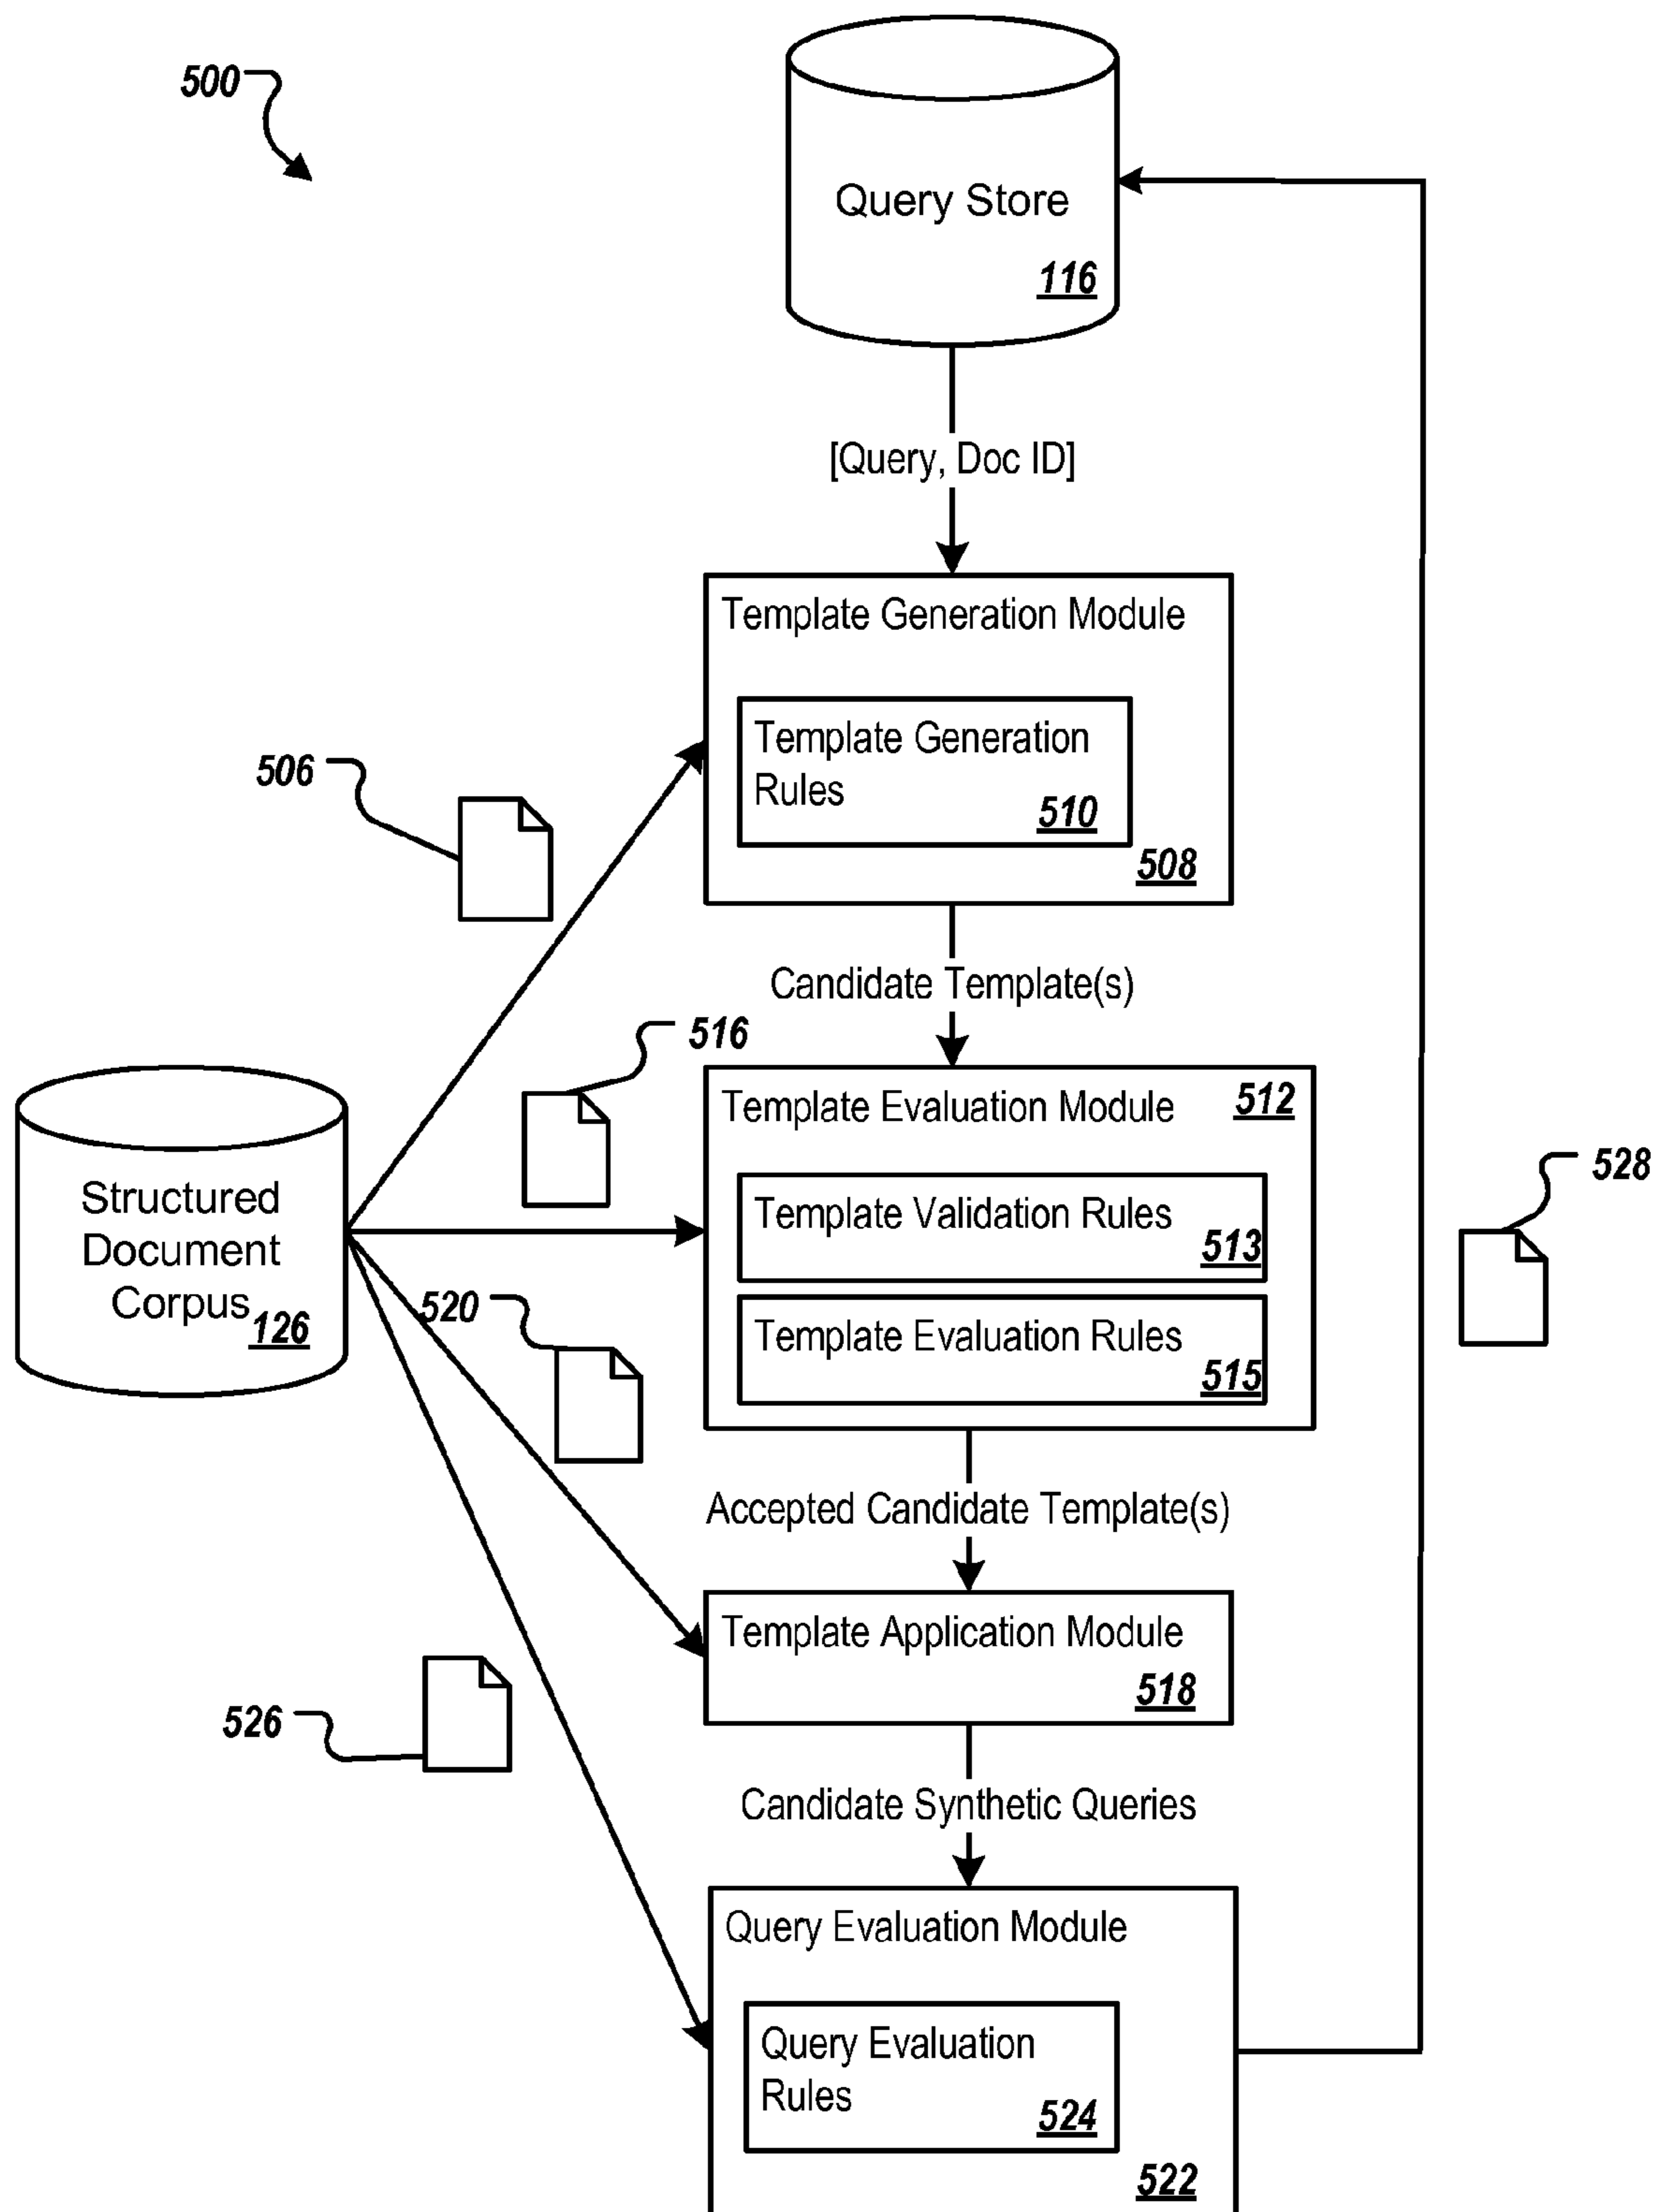 500
Query Store
116
[Query, Doc ID]
Template Generation Module
Template Generation
Rules
510
508
506
Candidate Template(s)
516
Template Evaluation Module
512
Template Validation Rules
513
Template Evaluation Rules
515
Structured
Document
Corpus
126
520
528
Accepted Candidate Template(s)
Template Application Module
518
526
Candidate Synthetic Queries
Query Evaluation Module
Query Evaluation
Rules
524
522